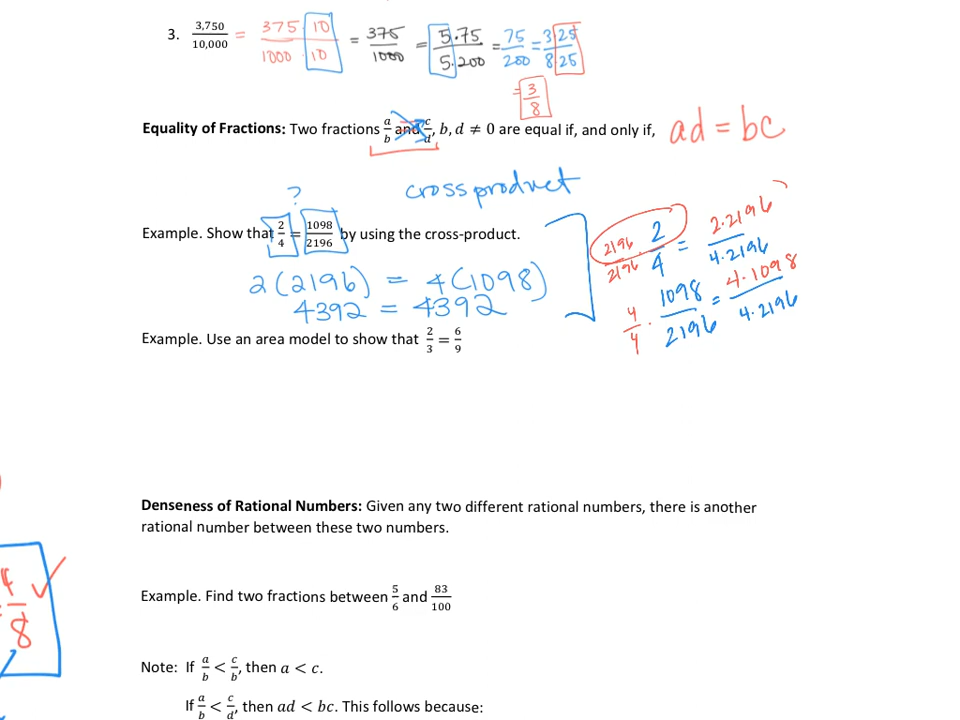 3. 3,750/10,000 = 375·10/1000·10 = 375/1000 = 5.75/5.200 = 75/200 = 3 25/8 25
= 3/8
Equality of Fractions: Two fractions a/b and c/d, b, d ≠ 0 are equal if, and only if, ad = bc
? cross product
Example. Show that 2/4 = 1098/2196 by using the cross-product.
2(2196) = 4(1098)
4392 = 4392
2196/2196 · 2/4 = 2·2196/4·2196
4/4 · 1098/2196 = 4·1098/4·2196
Example. Use an area model to show that 2/3 = 6/9
Denseness of Rational Numbers: Given any two different rational numbers, there is another
rational number between these two numbers.
4/8
Example. Find two fractions between 5/6 and 83/100
Note: If a/b < c/b, then a < c.
If a/b < c/d, then ad < bc. This follows because: